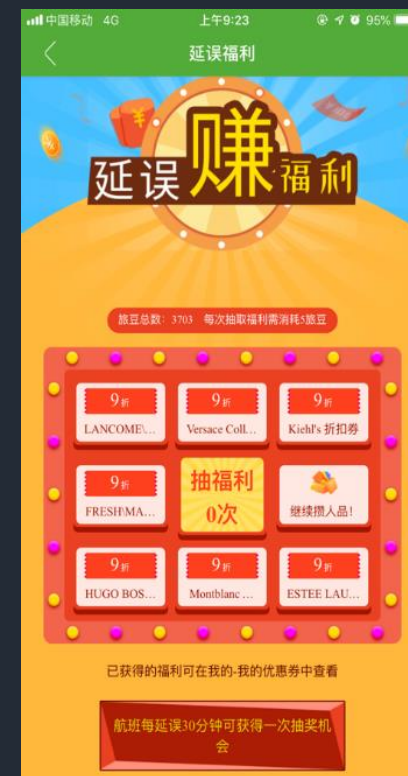 中国移动 4G 上午9:23 95%
延误福利
¥
延误赚福利
旅豆总数: 3703 每次抽取福利需消耗5旅豆
9折 9折 9折
LANCOME\... Versace Coll... Kiehl's 折扣券
9折 抽福利
FRESH\MA... 0次 继续攒人品!
9折 9折 9折
HUGO BOS... Montblanc ... ESTEE LAU...
已获得的福利可在我的-我的优惠券中查看
航班每延误30分钟可获得一次抽奖机
会